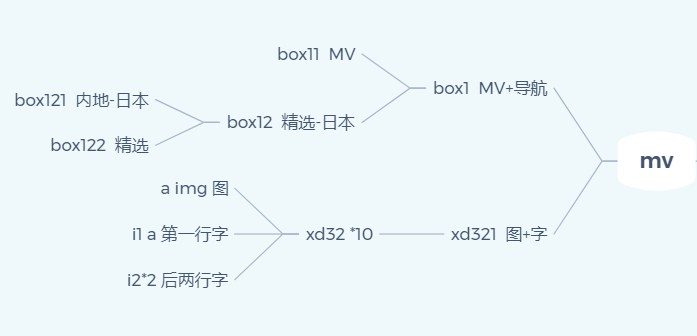 box11 MV
box1 MV+导航
box121 内地-日本
box12 精选-日本
box122 精选
mv
a img 图
i1 a 第一行字
xd32 *10
xd321 图+字
i2*2 后两行字